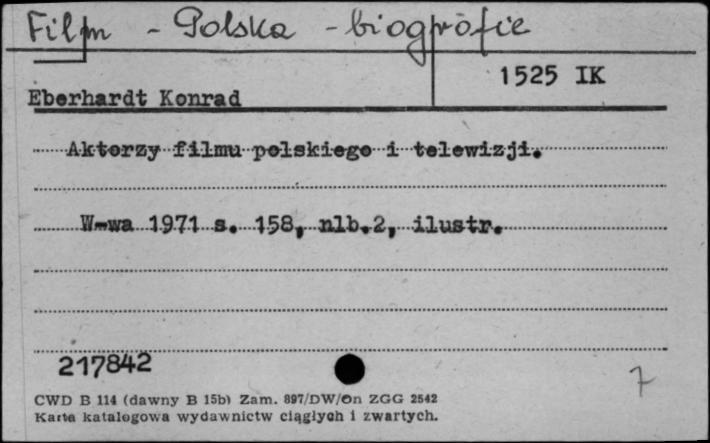 Film - Polska - biografie
1525 IK
Eberhardt Konrad
Aktorzy filmu polskiego i telewizji.
W-wa 1971 s. 158, nlb.2, ilustr.
217842
7
CWD B 114 (dawny B 15b) Zam. 897/DW/On ZGG 2542
Karta katalogowa wydawnictw ciągłych i zwartych.